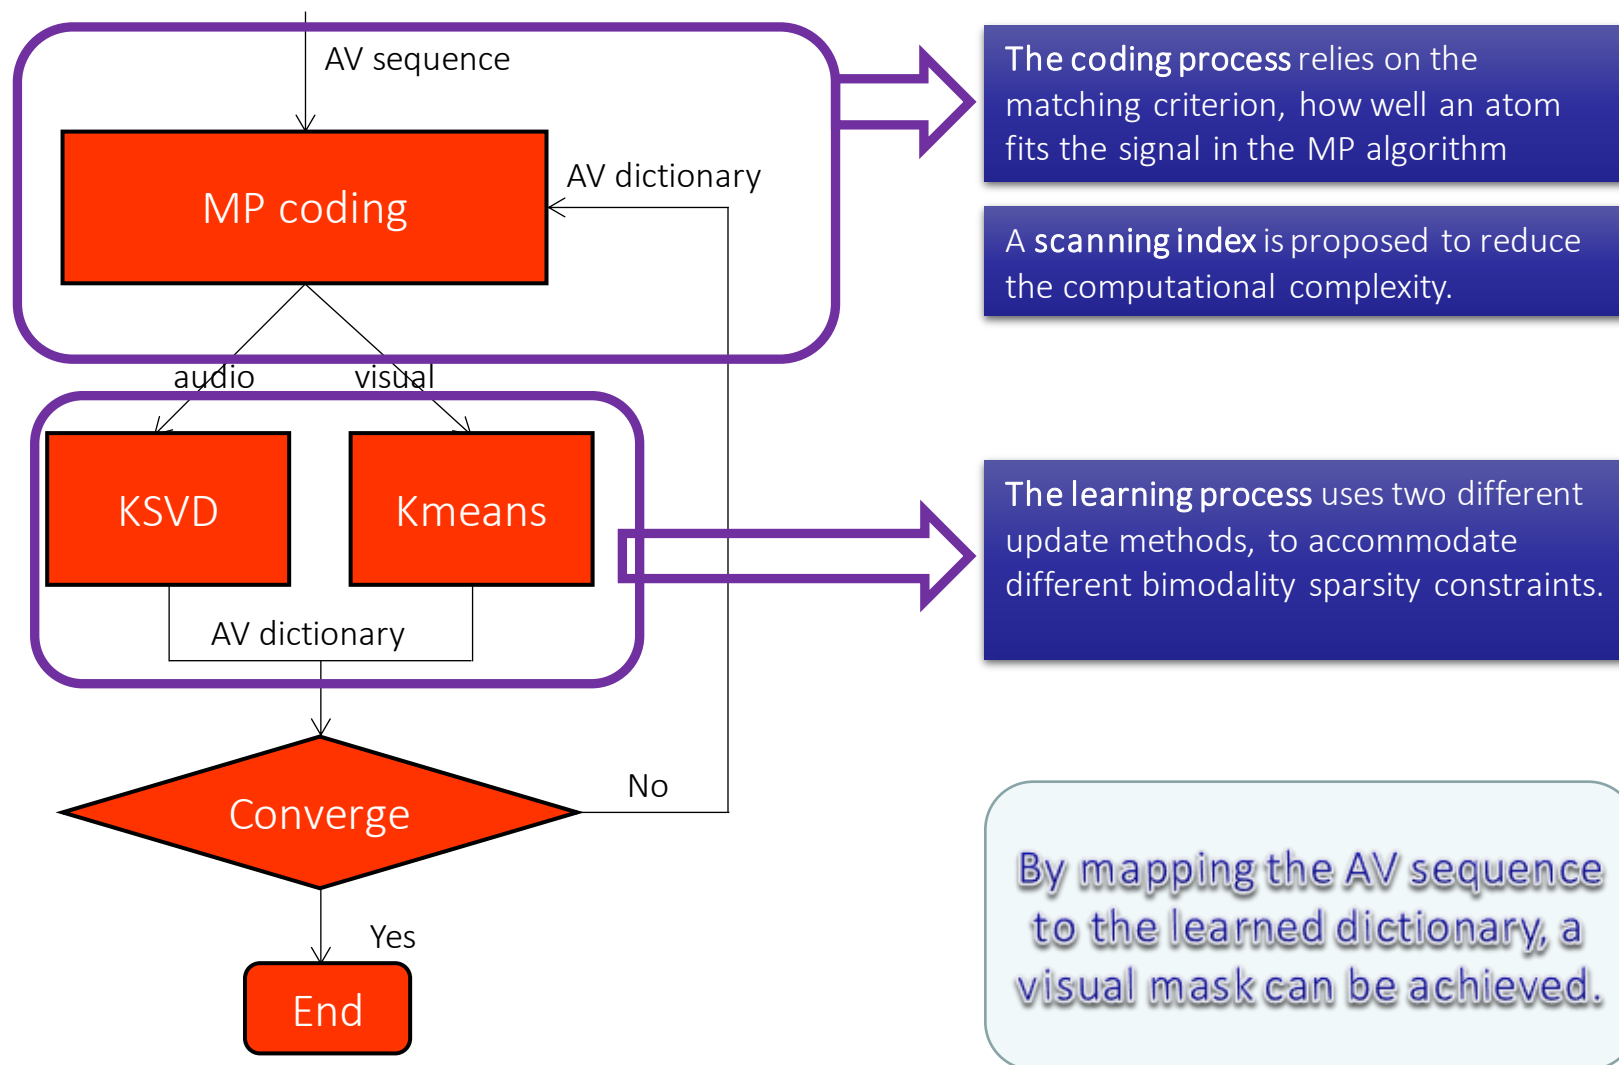 AV sequence
MP coding
AV dictionary
audio
visual
KSVD
Kmeans
AV dictionary
Converge
No
Yes
End
The coding process relies on the
matching criterion, how well an atom
fits the signal in the MP algorithm
A scanning index is proposed to reduce
the computational complexity.
The learning process uses two different
update methods, to accommodate
different bimodality sparsity constraints.
By mapping the AV sequence
to the learned dictionary, a
visual mask can be achieved.